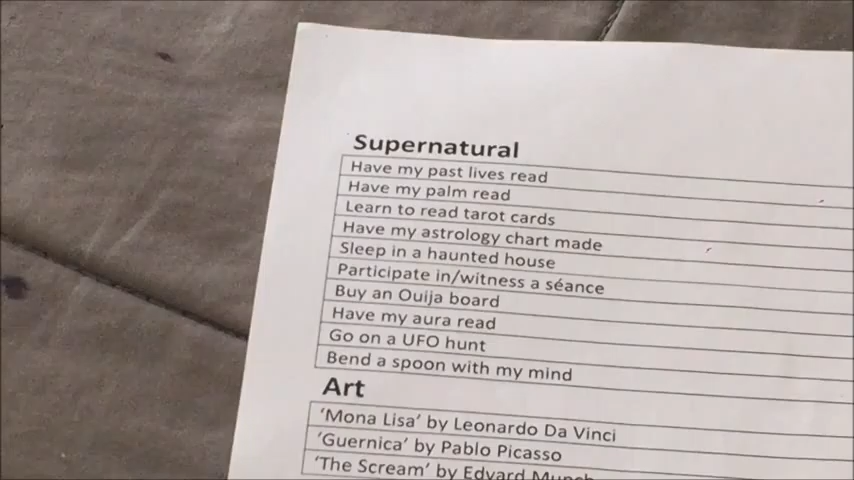 Supernatural
Have my past lives read
Have my palm read
Learn to read tarot cards
Have my astrology chart made
Sleep in a haunted house
Participate in/witness a séance
Buy an Ouija board
Have my aura read
Go on a UFO hunt
Bend a spoon with my mind
Art
‘Mona Lisa’ by Leonardo Da Vinci
‘Guernica’ by Pablo Picasso
‘The Scream’ by Edvard Munch